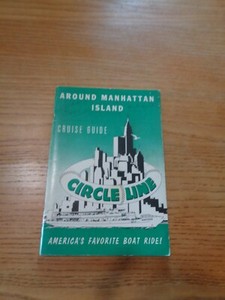 AROUND MANHATTAN
ISLAND
CRUISE GUIDE
CIRCLE LINE
AMERICA'S FAVORITE BOAT RIDE!